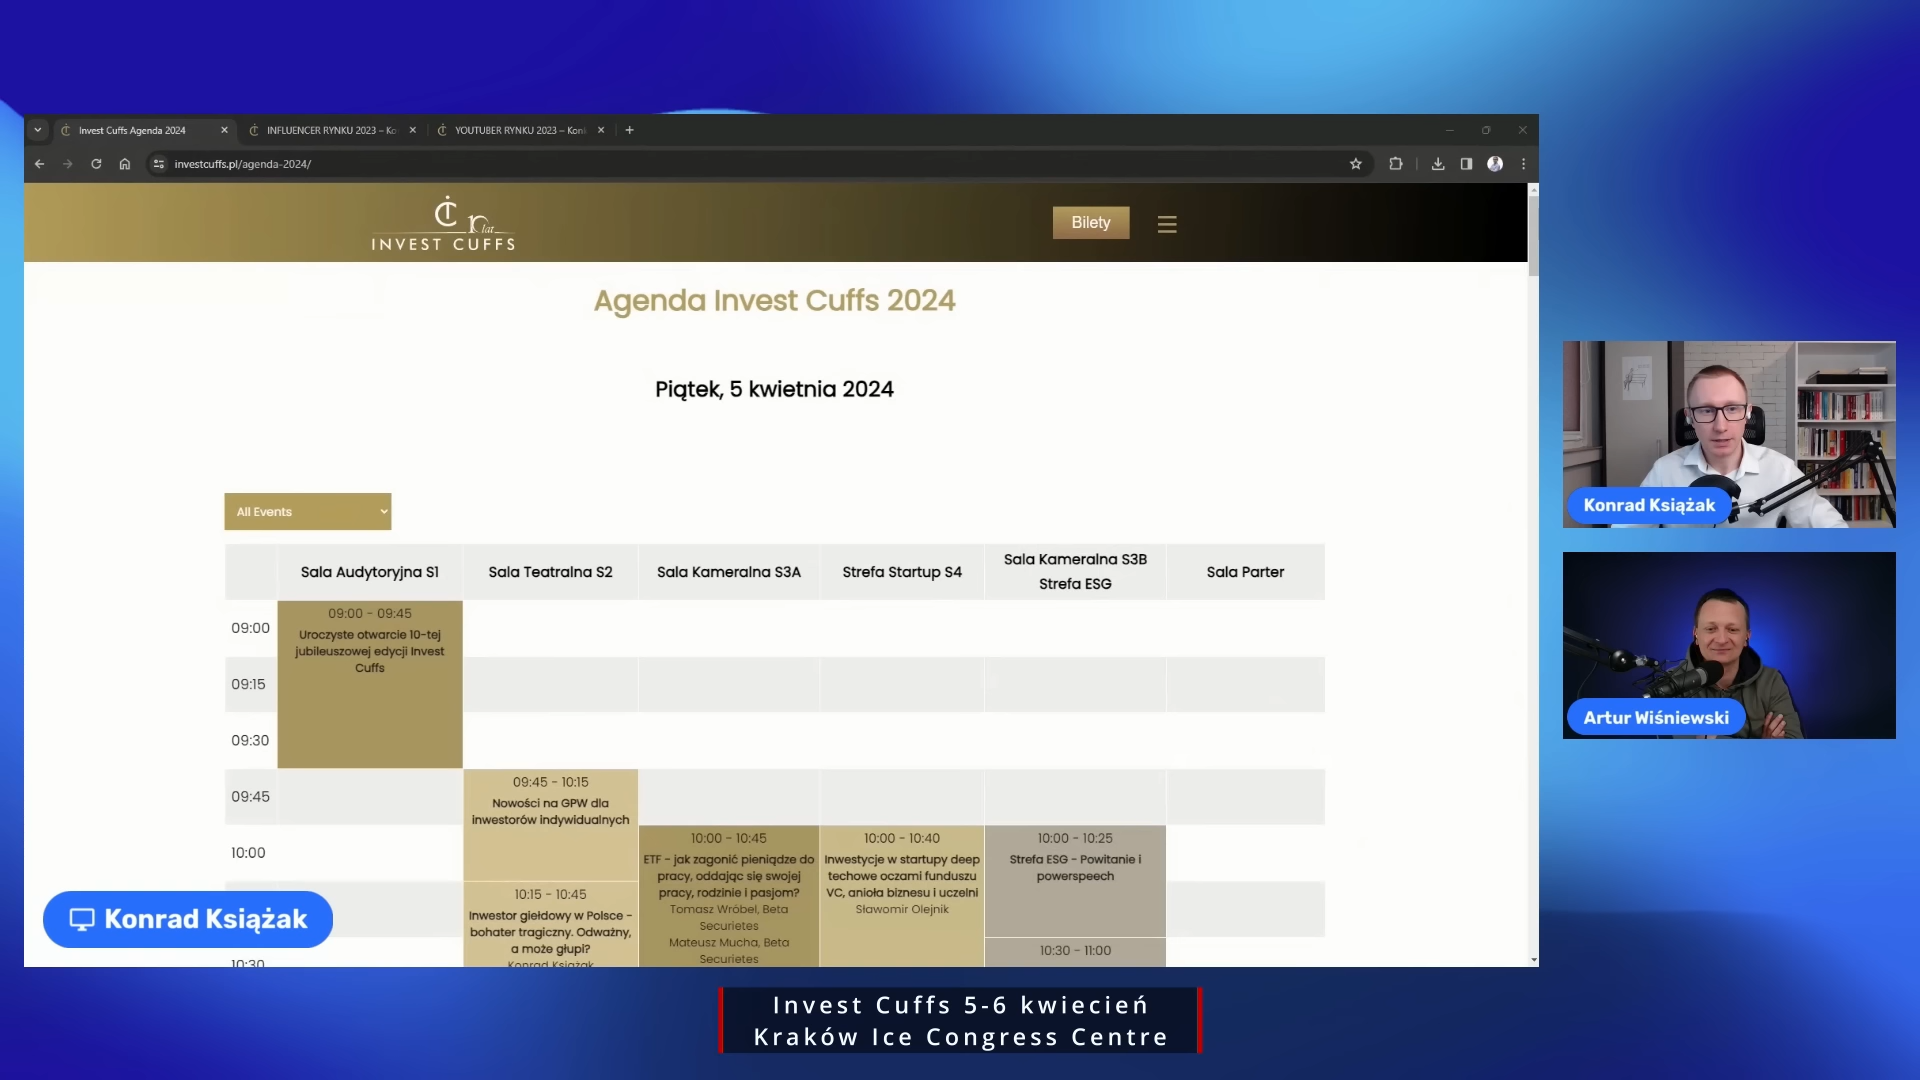 Invest Cuffs Agenda 2024
INFLUENCER RYNKU 2023 – Ko
YOUTUBER RYNKU 2023 – Kon
investcuffs.pl/agenda-2024/
lat
INVEST CUFFS
Bilety
Agenda Invest Cuffs 2024
Piątek, 5 kwietnia 2024
All Events
Sala Audytoryjna S1
Sala Teatralna S2
Sala Kameralna S3A
Strefa Startup S4
Sala Kameralna S3B
Strefa ESG
Sala Parter
09:00
09:00 - 09:45
Uroczyste otwarcie 10-tej
jubileuszowej edycji Invest
Cuffs
09:15
09:30
09:45
09:45 - 10:15
Nowości na GPW dla
inwestorów indywidualnych
10:00
10:00 - 10:45
ETF - jak zagonić pieniądze do
pracy, oddając się swojej
pracy, rodzinie i pasjom?
Tomasz Wróbel, Beta
Securietes
Mateusz Mucha, Beta
Securietes
10:00 - 10:40
Inwestycje w startupy deep
techowe oczami funduszu
VC, anioła biznesu i uczelni
Sławomir Olejnik
10:00 - 10:25
Strefa ESG - Powitanie i
powerspeech
10:15 - 10:45
Inwestor giełdowy w Polsce -
bohater tragiczny. Odważny,
a może głupi?
Konrad Książak
10:30 - 11:00
10:30
Konrad Książak
Konrad Książak
Artur Wiśniewski
Invest Cuffs 5-6 kwiecień
Kraków Ice Congress Centre